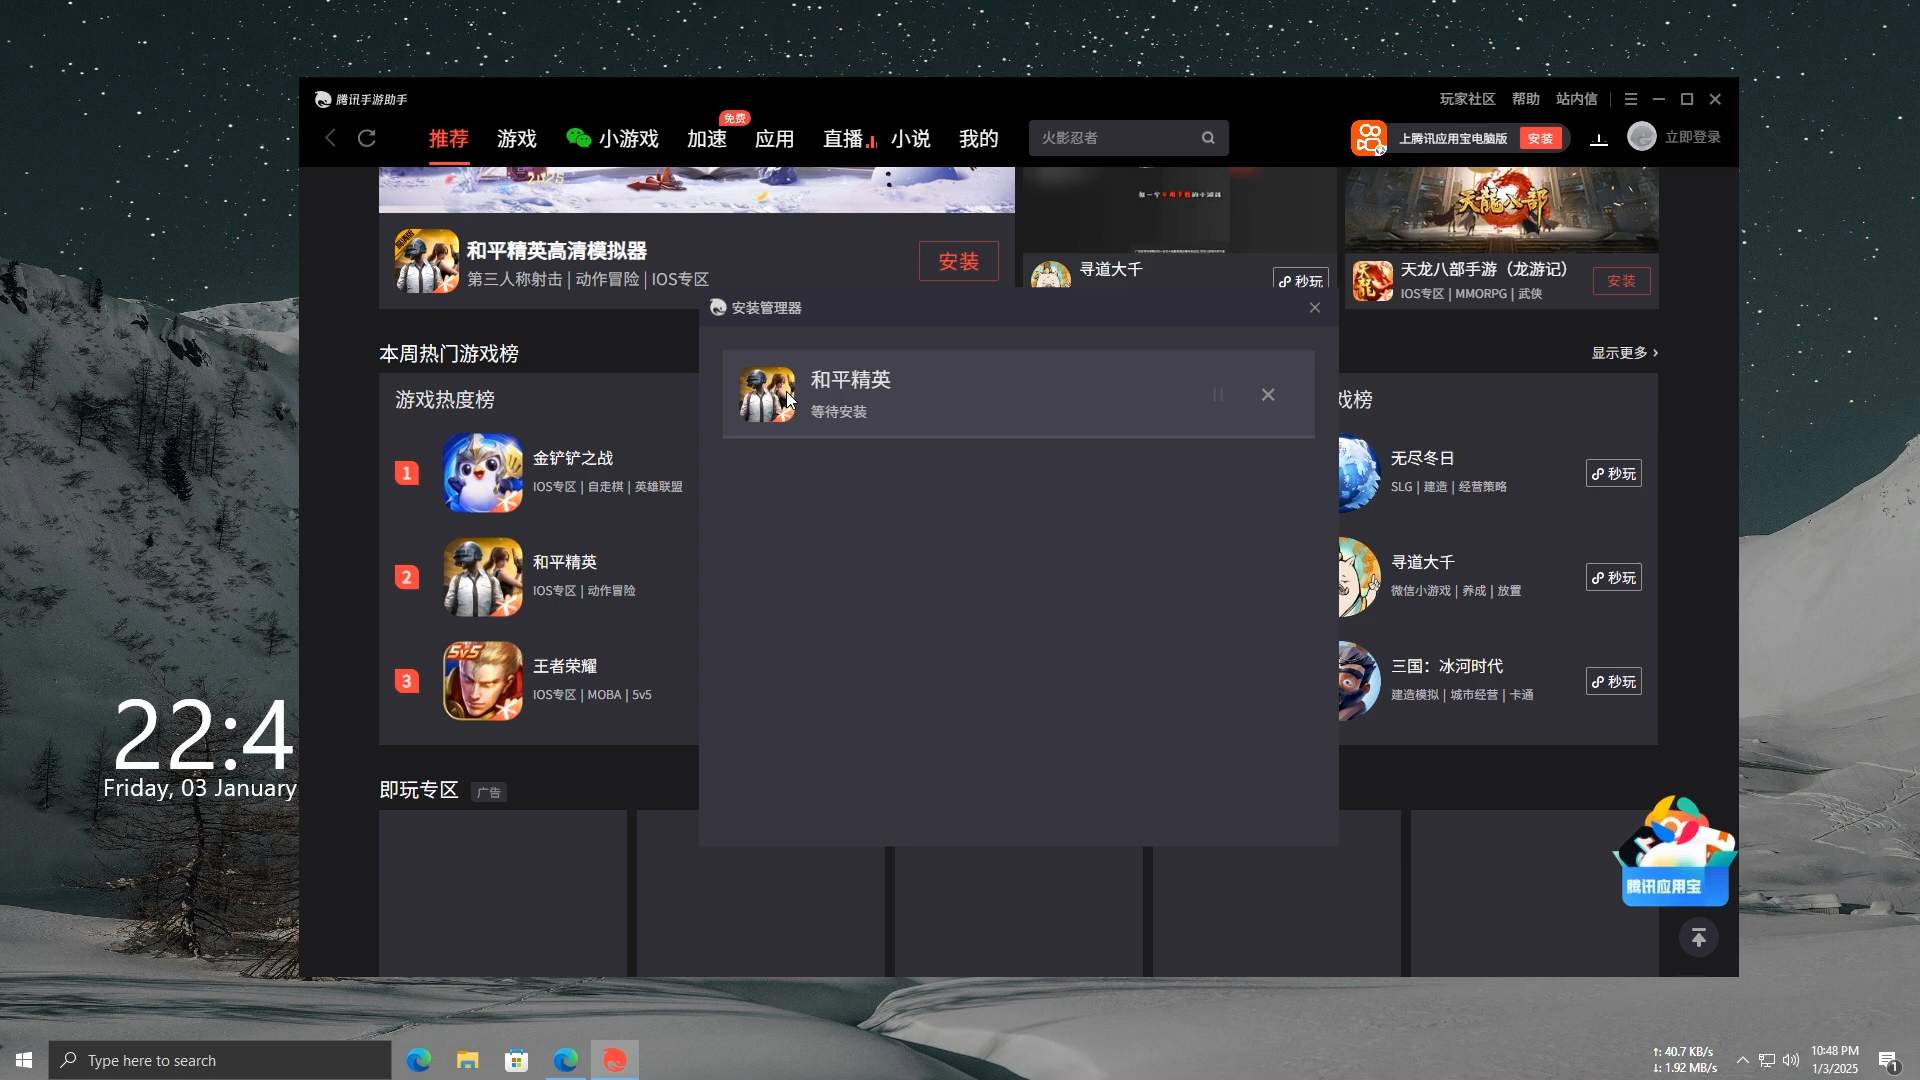 腾讯手游助手
玩家社区 帮助 站内信
推荐 游戏 小游戏 加速 免费 应用 直播 小说 我的
火影忍者
上腾讯应用宝电脑版 安装
立即登录
和平精英高清模拟器
第三人称射击 | 动作冒险 | IOS专区
安装
寻道大千
秒玩
天龙八部
天龙八部手游（龙游记）
IOS专区 | MMORPG | 武侠
安装
安装管理器
和平精英
等待安装
本周热门游戏榜
显示更多
游戏热度榜
戏榜
1
金铲铲之战
IOS专区 | 自走棋 | 英雄联盟
无尽冬日
SLG | 建造 | 经营策略
秒玩
2
和平精英
IOS专区 | 动作冒险
寻道大千
微信小游戏 | 养成 | 放置
秒玩
3
5v5
王者荣耀
IOS专区 | MOBA | 5v5
三国：冰河时代
建造模拟 | 城市经营 | 卡通
秒玩
22:4
Friday, 03 January
即玩专区 广告
腾讯应用宝
Type here to search
↑: 40.7 KB/s
↓: 1.92 MB/s
10:48 PM
1/3/2025
1